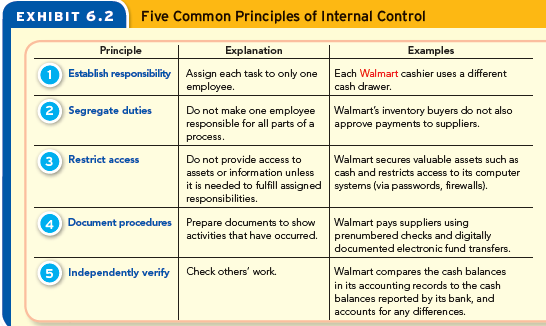 EXHIBIT 6.2 Five Common Principles of Internal Control
Principle Explanation Examples
1 Establish responsibility Assign each task to only one employee. Each Walmart cashier uses a different cash drawer.
2 Segregate duties Do not make one employee responsible for all parts of a process. Walmart's inventory buyers do not also approve payments to suppliers.
3 Restrict access Do not provide access to assets or information unless it is needed to fulfill assigned responsibilities. Walmart secures valuable assets such as cash and restricts access to its computer systems (via passwords, firewalls).
4 Document procedures Prepare documents to show activities that have occurred. Walmart pays suppliers using prenumbered checks and digitally documented electronic fund transfers.
5 Independently verify Check others' work. Walmart compares the cash balances in its accounting records to the cash balances reported by its bank, and accounts for any differences.